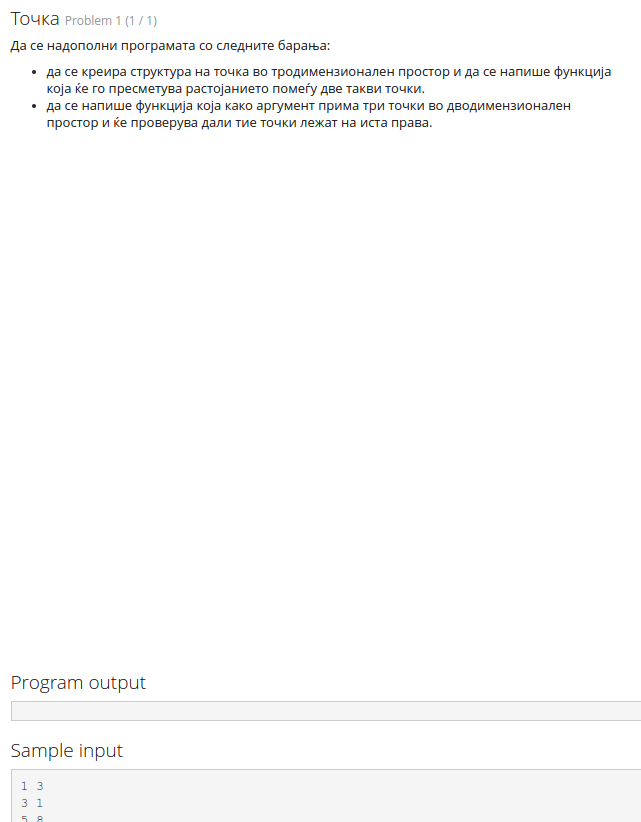 Точка Problem 1 (1 / 1)
Да се надополни програмата со следните барања:
• да се креира структура на точка во тродимензионален простор и да се напише функција
која ќе го пресметува растојанието помеѓу две такви точки.
• да се напише функција која како аргумент прима три точки во дводимензионален
простор и ќе проверува дали тие точки лежат на иста права.
Program output
Sample input
1 3
3 1
5 8